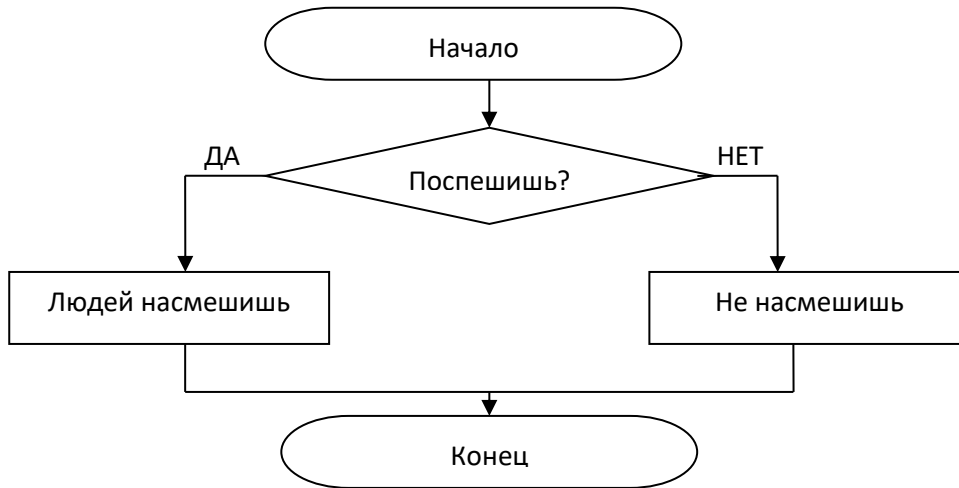 Начало
ДА
НЕТ
Поспешишь?
Людей насмешишь
Не насмешишь
Конец